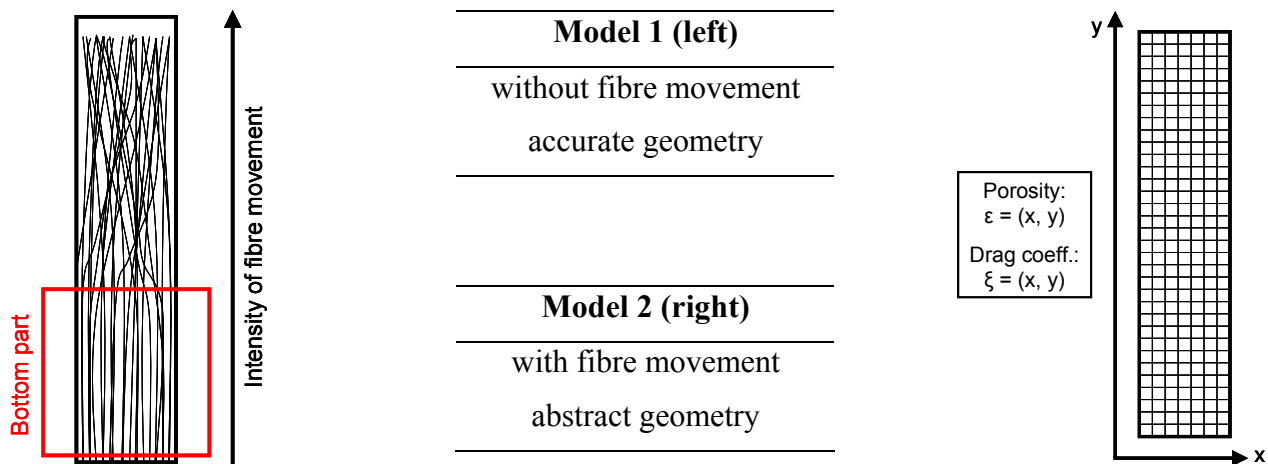 Bottom part
Intensity of fibre movement
Model 1 (left)
without fibre movement
accurate geometry
Model 2 (right)
with fibre movement
abstract geometry
Porosity:
ε = (x, y)
Drag coeff.:
ξ = (x, y)
y
x